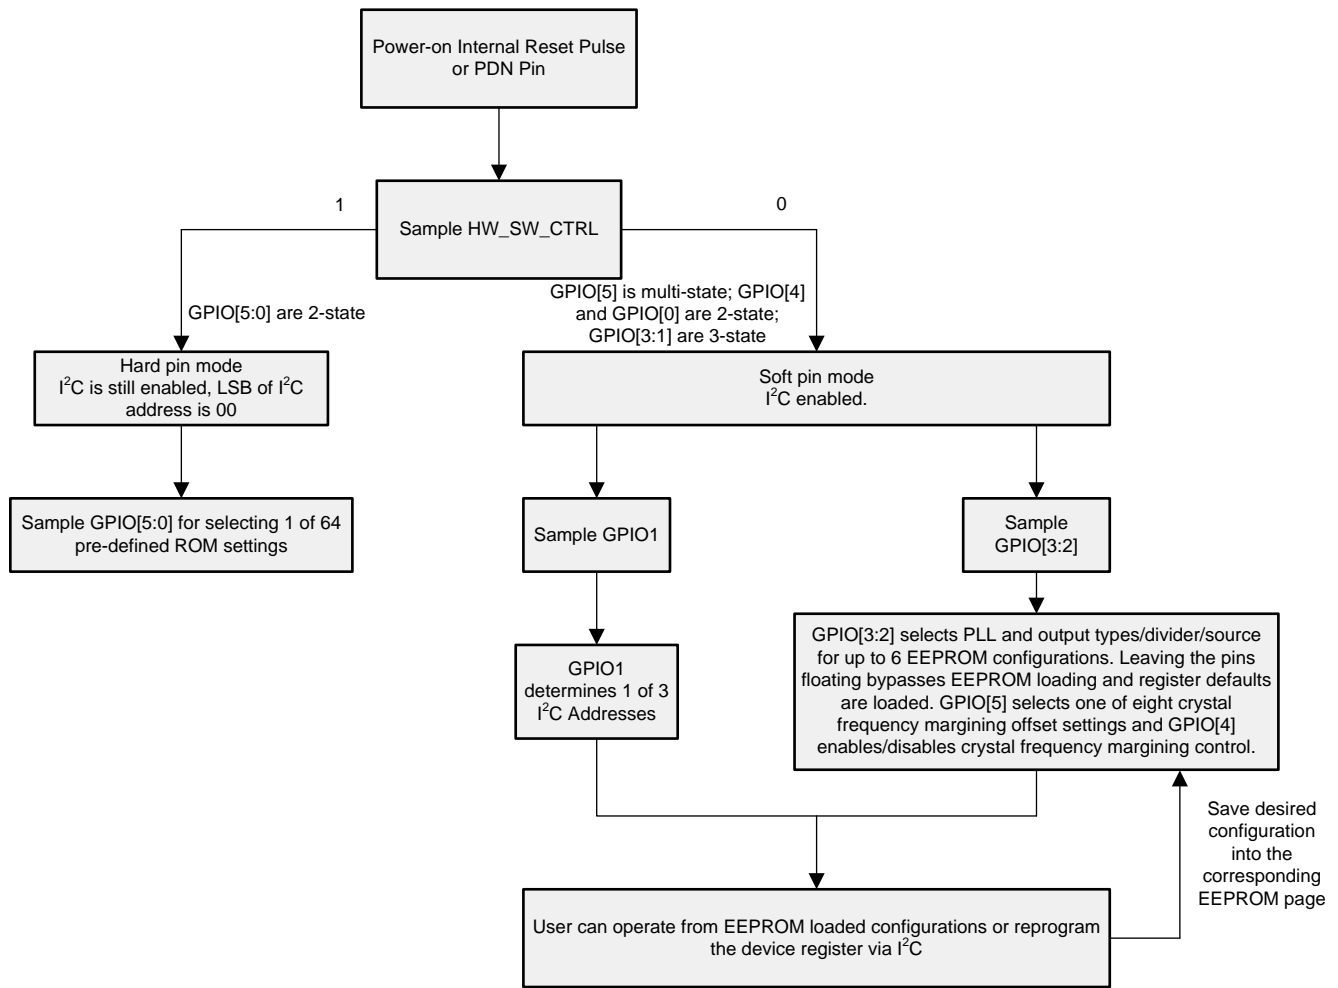 Power-on Internal Reset Pulse
or PDN Pin
1
Sample HW_SW_CTRL
0
GPIO[5:0] are 2-state
GPIO[5] is multi-state; GPIO[4]
and GPIO[0] are 2-state;
GPIO[3:1] are 3-state
Hard pin mode
I²C is still enabled, LSB of I²C
address is 00
Soft pin mode
I²C enabled.
Sample GPIO[5:0] for selecting 1 of 64
pre-defined ROM settings
Sample GPIO1
Sample
GPIO[3:2]
GPIO1
determines 1 of 3
I²C Addresses
GPIO[3:2] selects PLL and output types/divider/source
for up to 6 EEPROM configurations. Leaving the pins
floating bypasses EEPROM loading and register defaults
are loaded. GPIO[5] selects one of eight crystal
frequency margining offset settings and GPIO[4]
enables/disables crystal frequency margining control.
Save desired
configuration
into the
corresponding
EEPROM page
User can operate from EEPROM loaded configurations or reprogram
the device register via I²C